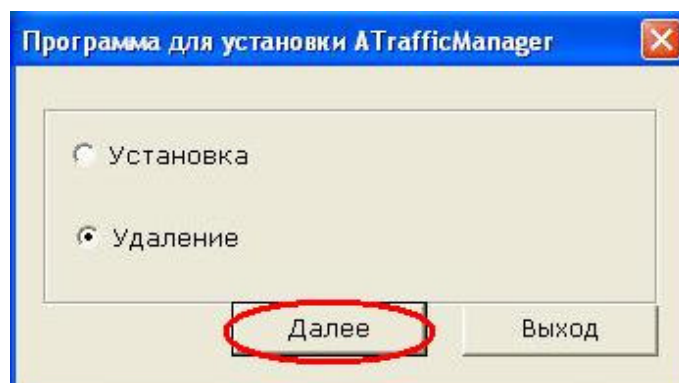 Программа для установки ATrafficManager
Установка
Удаление
Далее Выход